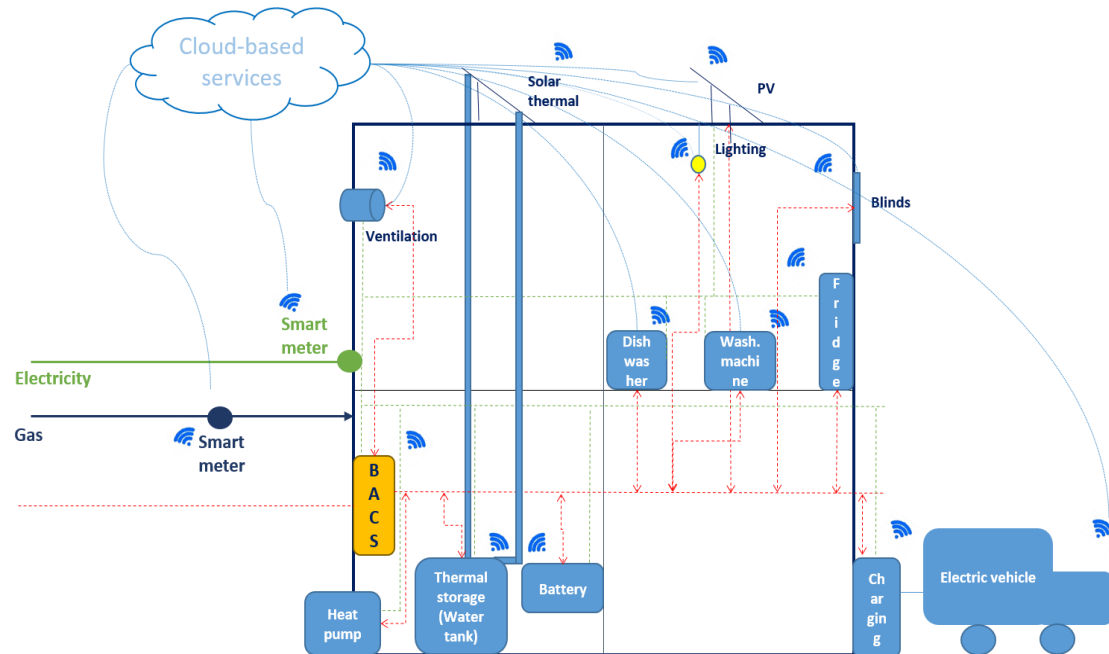 Cloud-based
services
Solar
thermal
PV
Lighting
Ventilation
Blinds
Smart
meter
Electricity
Gas
Smart
meter
Dish
was
her
Wash.
machi
ne
F
r
i
d
g
e
B
A
C
S
Heat
pump
Thermal
storage
(Water
tank)
Battery
Ch
ar
gin
g
Electric vehicle